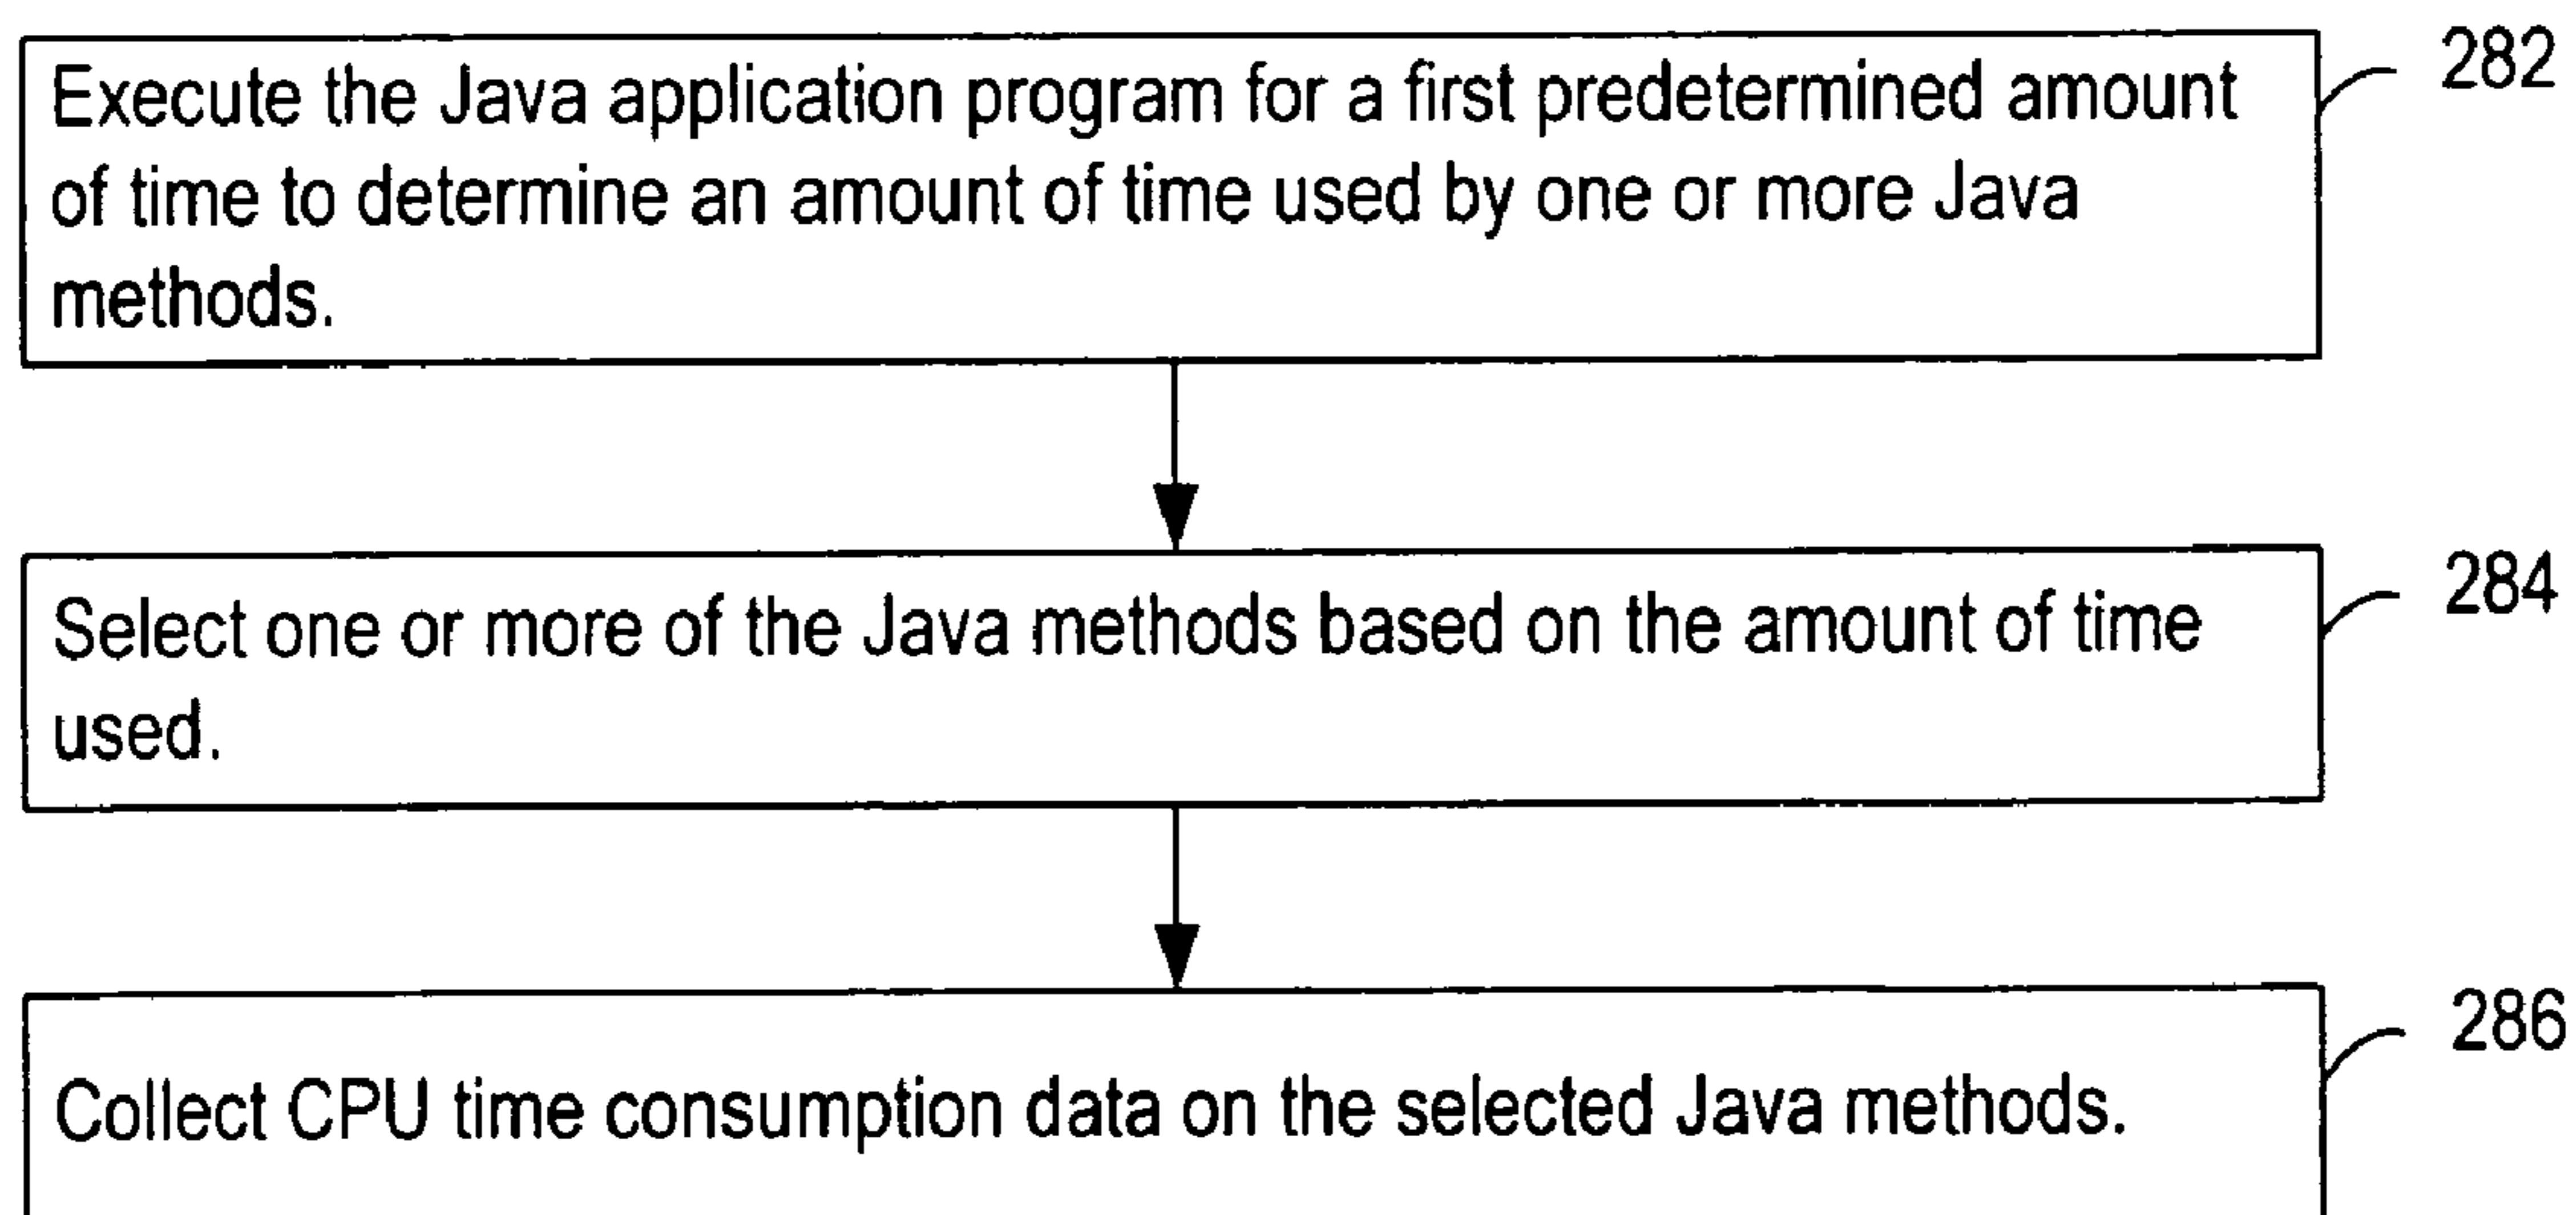 Execute the Java application program for a first predetermined amount
of time to determine an amount of time used by one or more Java
methods.
282
Select one or more of the Java methods based on the amount of time
used.
284
Collect CPU time consumption data on the selected Java methods.
286